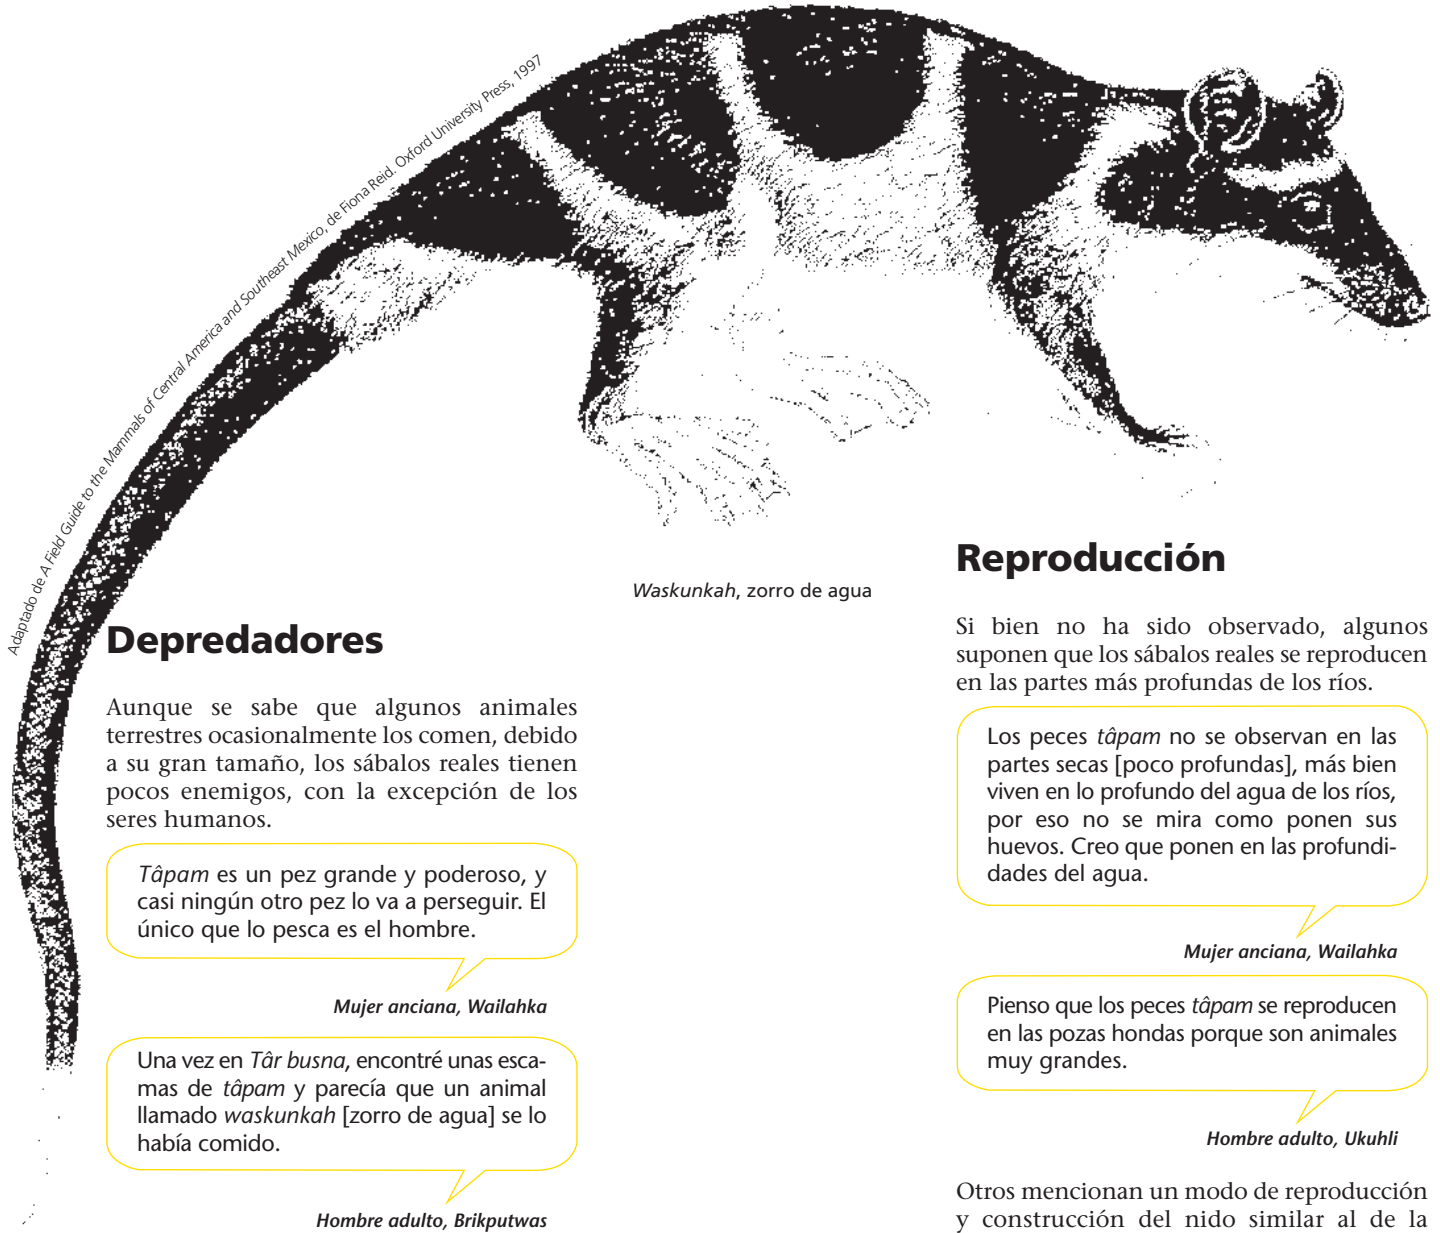 Adaptado de A Field Guide to the Mammals of Central America and Southeast Mexico, de Fiona Reid. Oxford University Press, 1997
Waskunkah, zorro de agua
Depredadores
Aunque se sabe que algunos animales
terrestres ocasionalmente los comen, debido
a su gran tamaño, los sábalos reales tienen
pocos enemigos, con la excepción de los
seres humanos.
Tâpam es un pez grande y poderoso, y
casi ningún otro pez lo va a perseguir. El
único que lo pesca es el hombre.
Mujer anciana, Wailahka
Una vez en Târ busna, encontré unas esca-
mas de tâpam y parecía que un animal
llamado waskunkah [zorro de agua] se lo
había comido.
Hombre adulto, Brikputwas
Reproducción
Si bien no ha sido observado, algunos
suponen que los sábalos reales se reproducen
en las partes más profundas de los ríos.
Los peces tâpam no se observan en las
partes secas [poco profundas], más bien
viven en lo profundo del agua de los ríos,
por eso no se mira como ponen sus
huevos. Creo que ponen en las profundi-
dades del agua.
Mujer anciana, Wailahka
Pienso que los peces tâpam se reproducen
en las pozas hondas porque son animales
muy grandes.
Hombre adulto, Ukuhli
Otros mencionan un modo de reproducción
y construcción del nido similar al de la